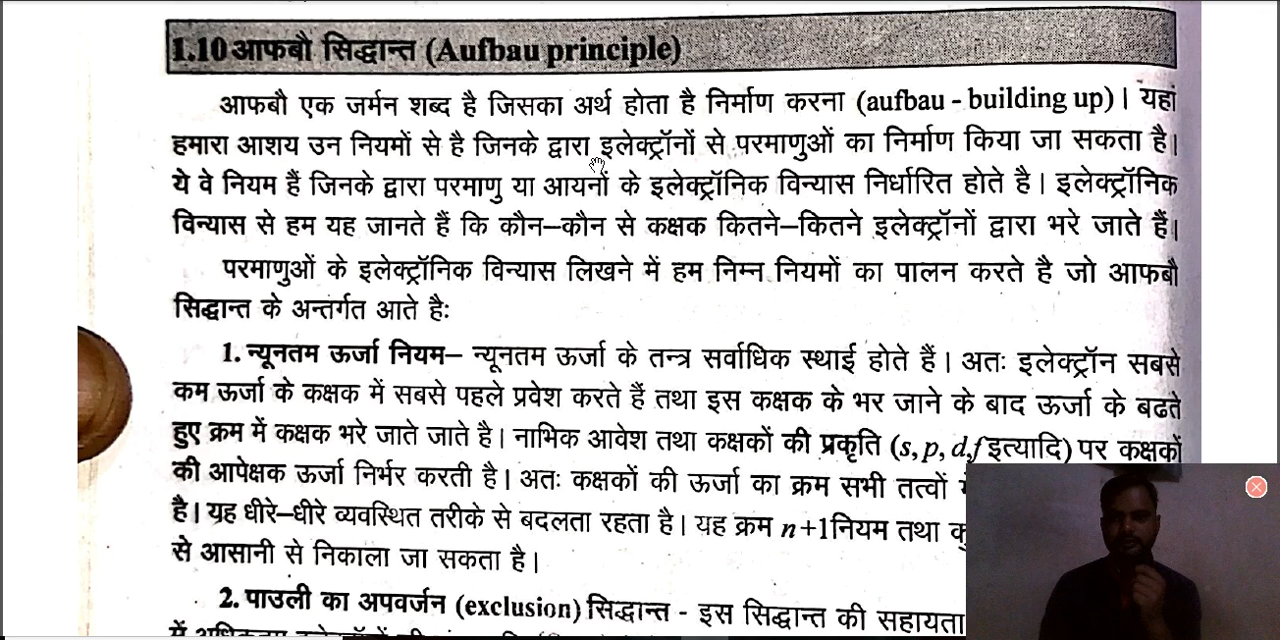 1.10 आफबौ सिद्धान्त (Aufbau principle)
आफबौ एक जर्मन शब्द है जिसका अर्थ होता है निर्माण करना (aufbau - building up)। यहां
हमारा आशय उन नियमों से है जिनके द्वारा इलेक्ट्रॉनों से परमाणुओं का निर्माण किया जा सकता है।
ये वे नियम हैं जिनके द्वारा परमाणु या आयनों के इलेक्ट्रॉनिक विन्यास निर्धारित होते है। इलेक्ट्रॉनिक
विन्यास से हम यह जानते हैं कि कौन–कौन से कक्षक कितने–कितने इलेक्ट्रॉनों द्वारा भरे जाते हैं।
परमाणुओं के इलेक्ट्रॉनिक विन्यास लिखने में हम निम्न नियमों का पालन करते है जो आफबौ
सिद्धान्त के अन्तर्गत आते है:
1. न्यूनतम ऊर्जा नियम– न्यूनतम ऊर्जा के तन्त्र सर्वाधिक स्थाई होते हैं। अतः इलेक्ट्रॉन सबसे
कम ऊर्जा के कक्षक में सबसे पहले प्रवेश करते हैं तथा इस कक्षक के भर जाने के बाद ऊर्जा के बढते
हुए क्रम में कक्षक भरे जाते जाते है। नाभिक आवेश तथा कक्षकों की प्रकृति (s, p, d,f इत्यादि) पर कक्षकों
की आपेक्षक ऊर्जा निर्भर करती है। अतः कक्षकों की ऊर्जा का क्रम सभी तत्वों
है। यह धीरे–धीरे व्यवस्थित तरीके से बदलता रहता है। यह क्रम n+1नियम तथा
से आसानी से निकाला जा सकता है।
2. पाउली का अपवर्जन (exclusion) सिद्धान्त - इस सिद्धान्त की सहायता